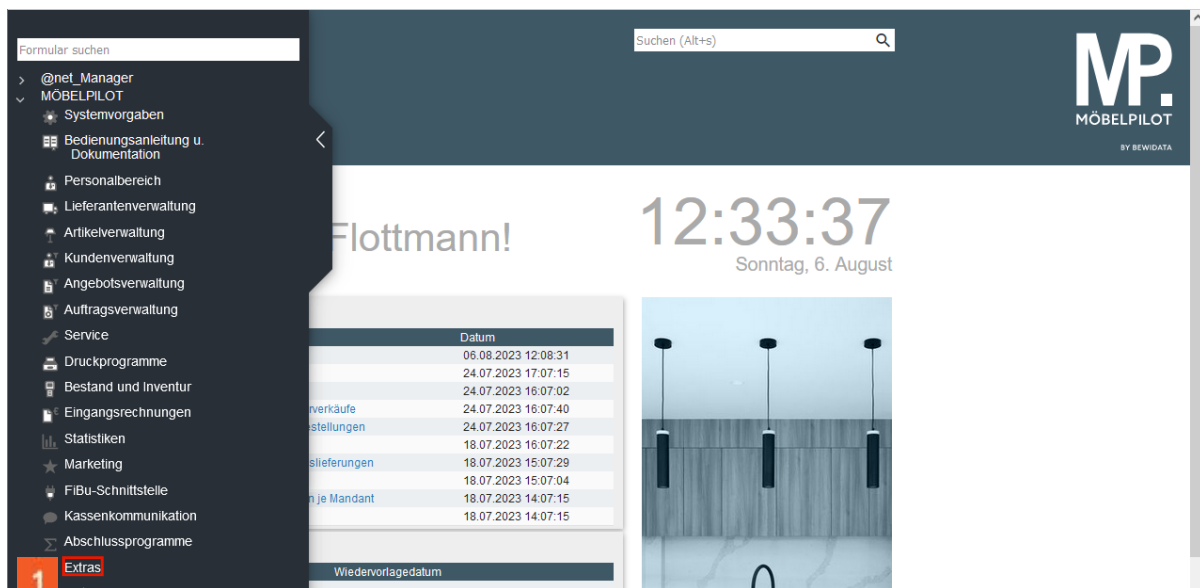 Formular suchen
@net_Manager
MÖBELPILOT
Systemvorgaben
Bedienungsanleitung u.
Dokumentation
Personalbereich
Lieferantenverwaltung
Artikelverwaltung
Kundenverwaltung
Angebotsverwaltung
Auftragsverwaltung
Service
Druckprogramme
Bestand und Inventur
Eingangsrechnungen
Statistiken
Marketing
FiBu-Schnittstelle
Kassenkommunikation
Abschlussprogramme
1 Extras
Suchen (Alt+s)
MP.
MÖBELPILOT
BY BEWIDATA
Flottmann!
12:33:37
Sonntag, 6. August
Datum
06.08.2023 12:08:31
24.07.2023 17:07:15
24.07.2023 16:07:02
rverkäufe 24.07.2023 16:07:40
estellungen 24.07.2023 16:07:27
18.07.2023 16:07:22
slieferungen 18.07.2023 15:07:29
18.07.2023 15:07:04
n je Mandant 18.07.2023 14:07:15
18.07.2023 14:07:15
Wiedervorlagedatum